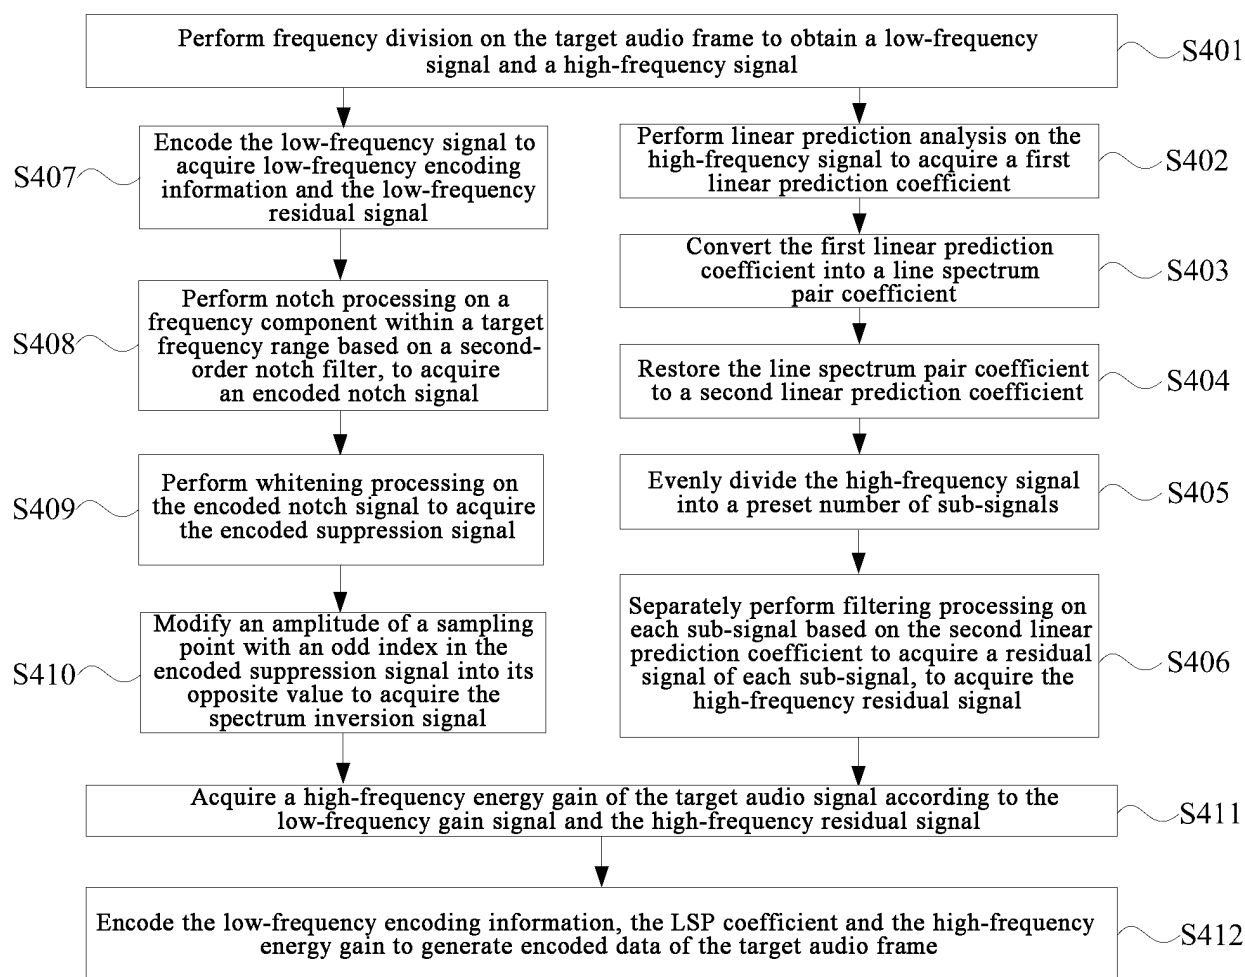 Perform frequency division on the target audio frame to obtain a low-frequency
signal and a high-frequency signal
S401
Encode the low-frequency signal to
acquire low-frequency encoding
information and the low-frequency
residual signal
S407
Perform notch processing on a
frequency component within a target
frequency range based on a second-
order notch filter, to acquire
an encoded notch signal
S408
Perform whitening processing on
the encoded notch signal to acquire
the encoded suppression signal
S409
Modify an amplitude of a sampling
point with an odd index in the
encoded suppression signal into its
opposite value to acquire the
spectrum inversion signal
S410
Perform linear prediction analysis on the
high-frequency signal to acquire a first
linear prediction coefficient
S402
Convert the first linear prediction
coefficient into a line spectrum
pair coefficient
S403
Restore the line spectrum pair coefficient
to a second linear prediction coefficient
S404
Evenly divide the high-frequency signal
into a preset number of sub-signals
S405
Separately perform filtering processing on
each sub-signal based on the second linear
prediction coefficient to acquire a residual
signal of each sub-signal, to acquire the
high-frequency residual signal
S406
Acquire a high-frequency energy gain of the target audio signal according to the
low-frequency gain signal and the high-frequency residual signal
S411
Encode the low-frequency encoding information, the LSP coefficient and the high-frequency
energy gain to generate encoded data of the target audio frame
S412